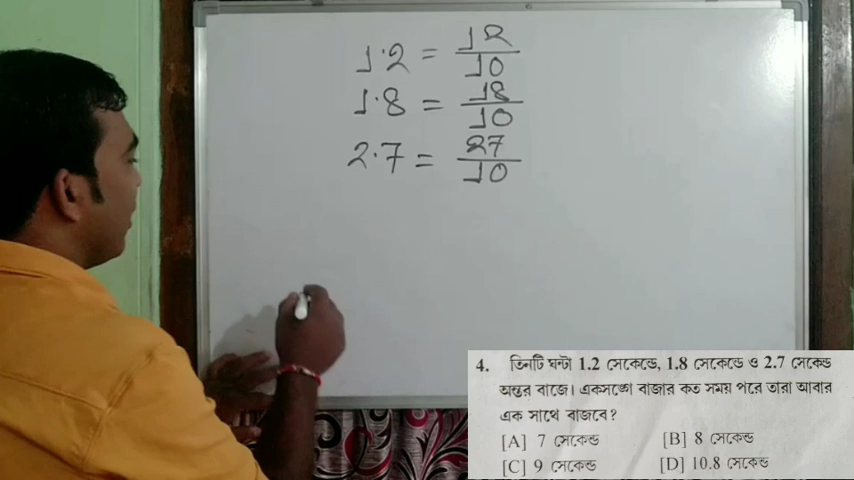 1.2 = 12/10
1.8 = 18/10
2.7 = 27/10
4. তিনটি ঘন্টা 1.2 সেকেন্ডে, 1.8 সেকেন্ডে ও 2.7 সেকেন্ড
অন্তর বাজে। একসঙ্গে বাজার কত সময় পরে তারা আবার
এক সাথে বাজবে?
[A] 7 সেকেন্ড [B] 8 সেকেন্ড
[C] 9 সেকেন্ড [D] 10.8 সেকেন্ড